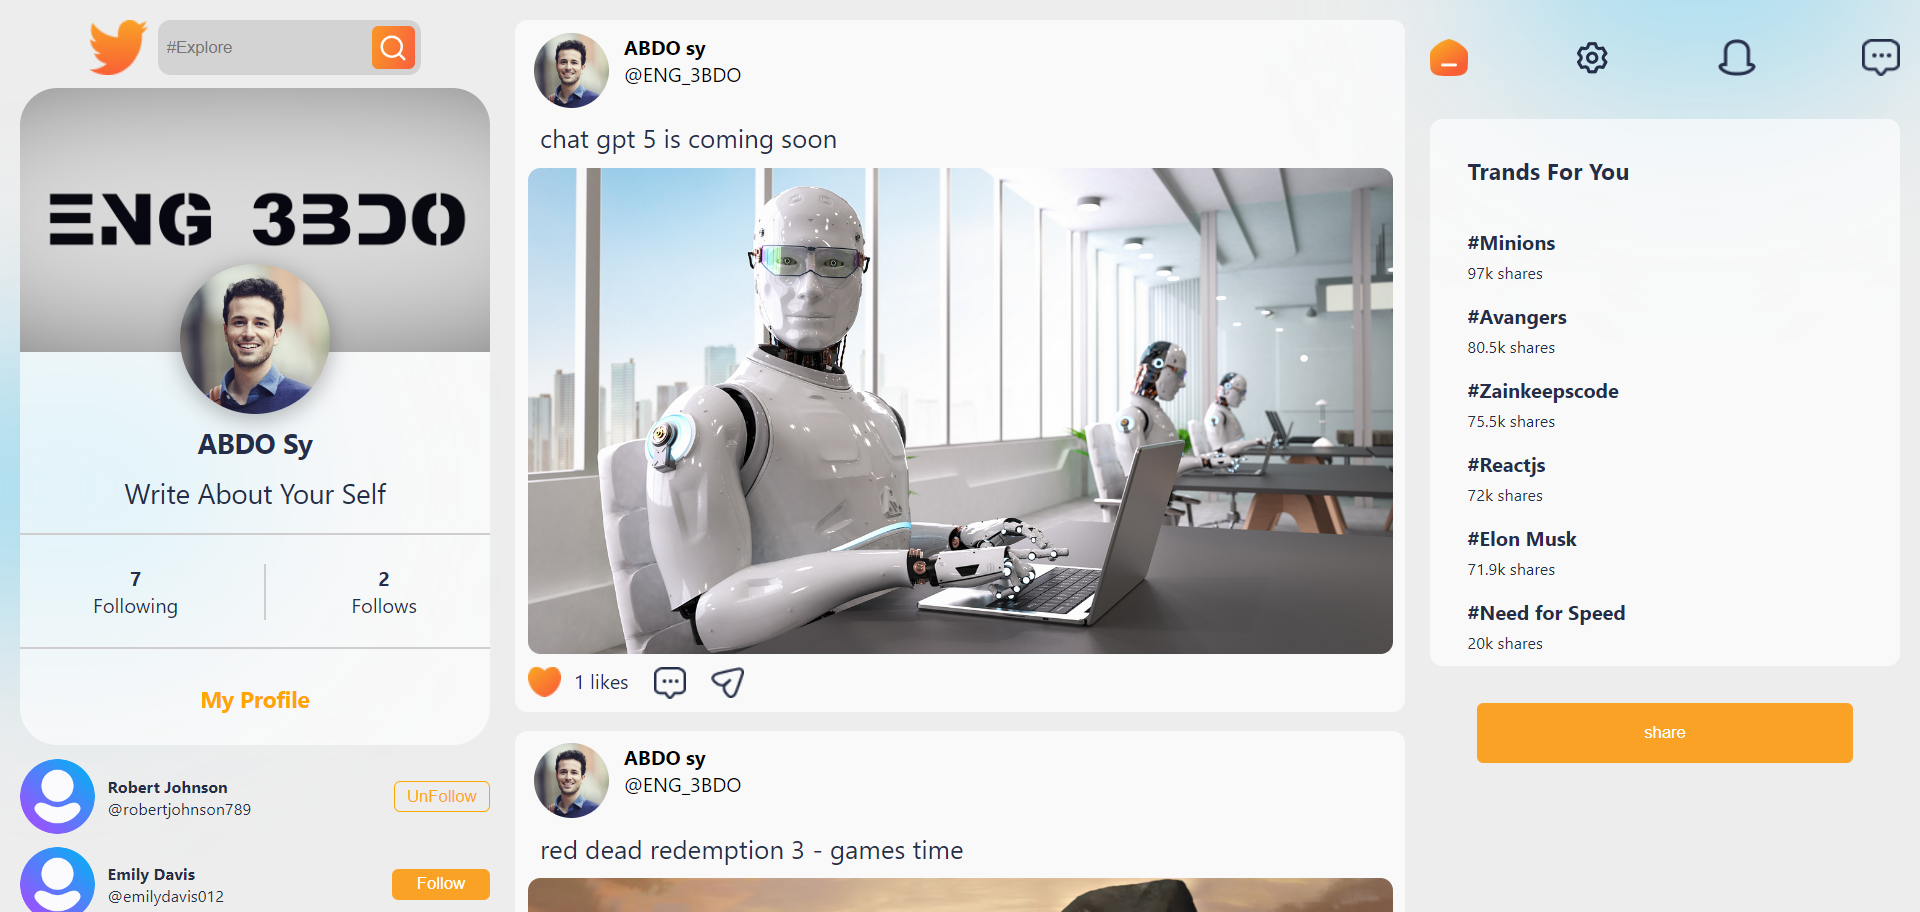 #Explore
ENG 3BDO
ABDO Sy
Write About Your Self
7
Following
2
Follows
My Profile
Robert Johnson
@robertjohnson789
UnFollow
Emily Davis
@emilydavis012
Follow
ABDO sy
@ENG_3BDO
chat gpt 5 is coming soon
1 likes
ABDO sy
@ENG_3BDO
red dead redemption 3 - games time
Trands For You
#Minions
97k shares
#Avangers
80.5k shares
#Zainkeepscode
75.5k shares
#Reactjs
72k shares
#Elon Musk
71.9k shares
#Need for Speed
20k shares
share